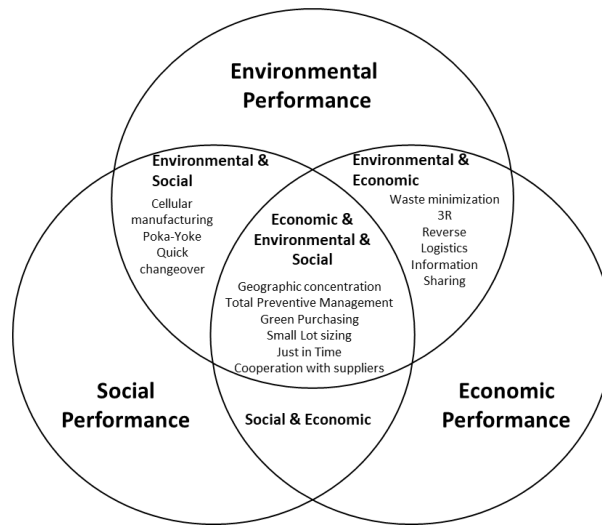 Environmental
Performance
Environmental &
Social
Cellular
manufacturing
Poka-Yoke
Quick
changeover
Environmental &
Economic
Waste minimization
3R
Reverse
Logistics
Information
Sharing
Economic &
Environmental &
Social
Geographic concentration
Total Preventive Management
Green Purchasing
Small Lot sizing
Just in Time
Cooperation with suppliers
Social
Performance
Economic
Performance
Social & Economic